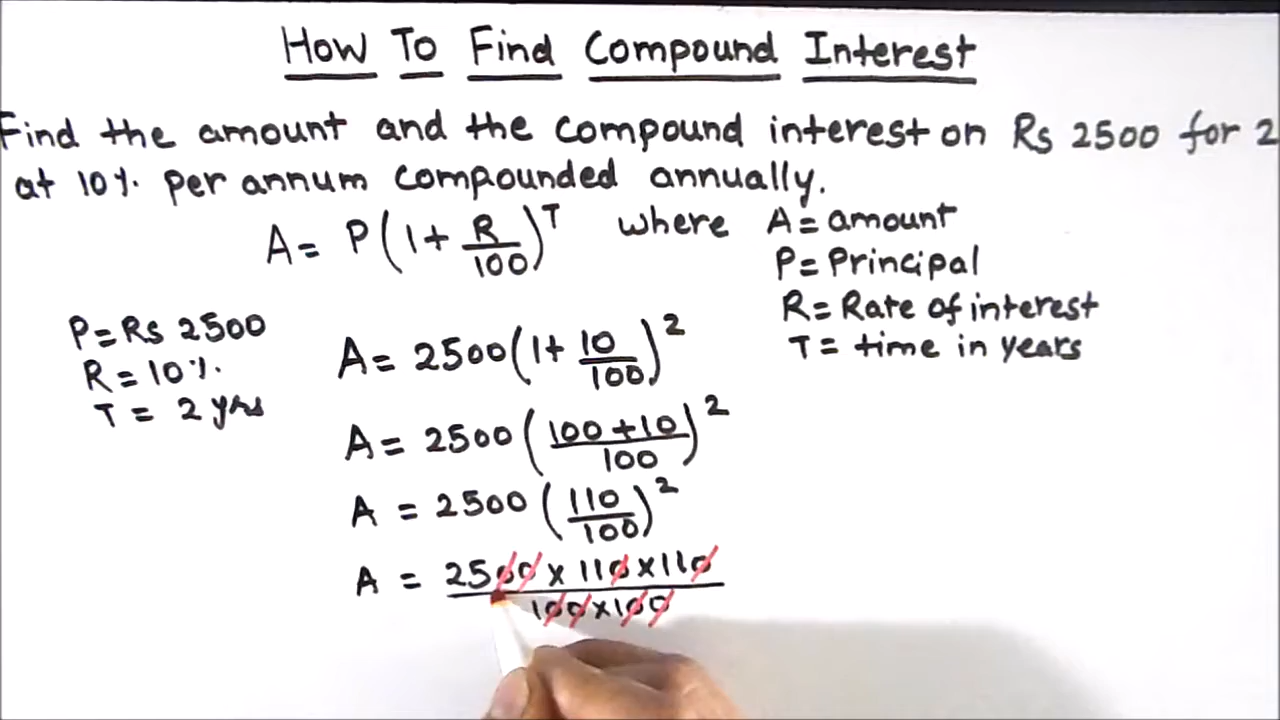 How To Find Compound Interest
Find the amount and the compound interest on Rs 2500 for 2
at 10% per annum compounded annually.
A = P(1 + R/100)^T where A = amount
P = Principal
R = Rate of interest
T = time in years
P = Rs 2500
R = 10%
T = 2 yrs
A = 2500(1 + 10/100)^2
A = 2500(100 + 10/100)^2
A = 2500(110/100)^2
A = 2500 x 110 x 110
100 x 100